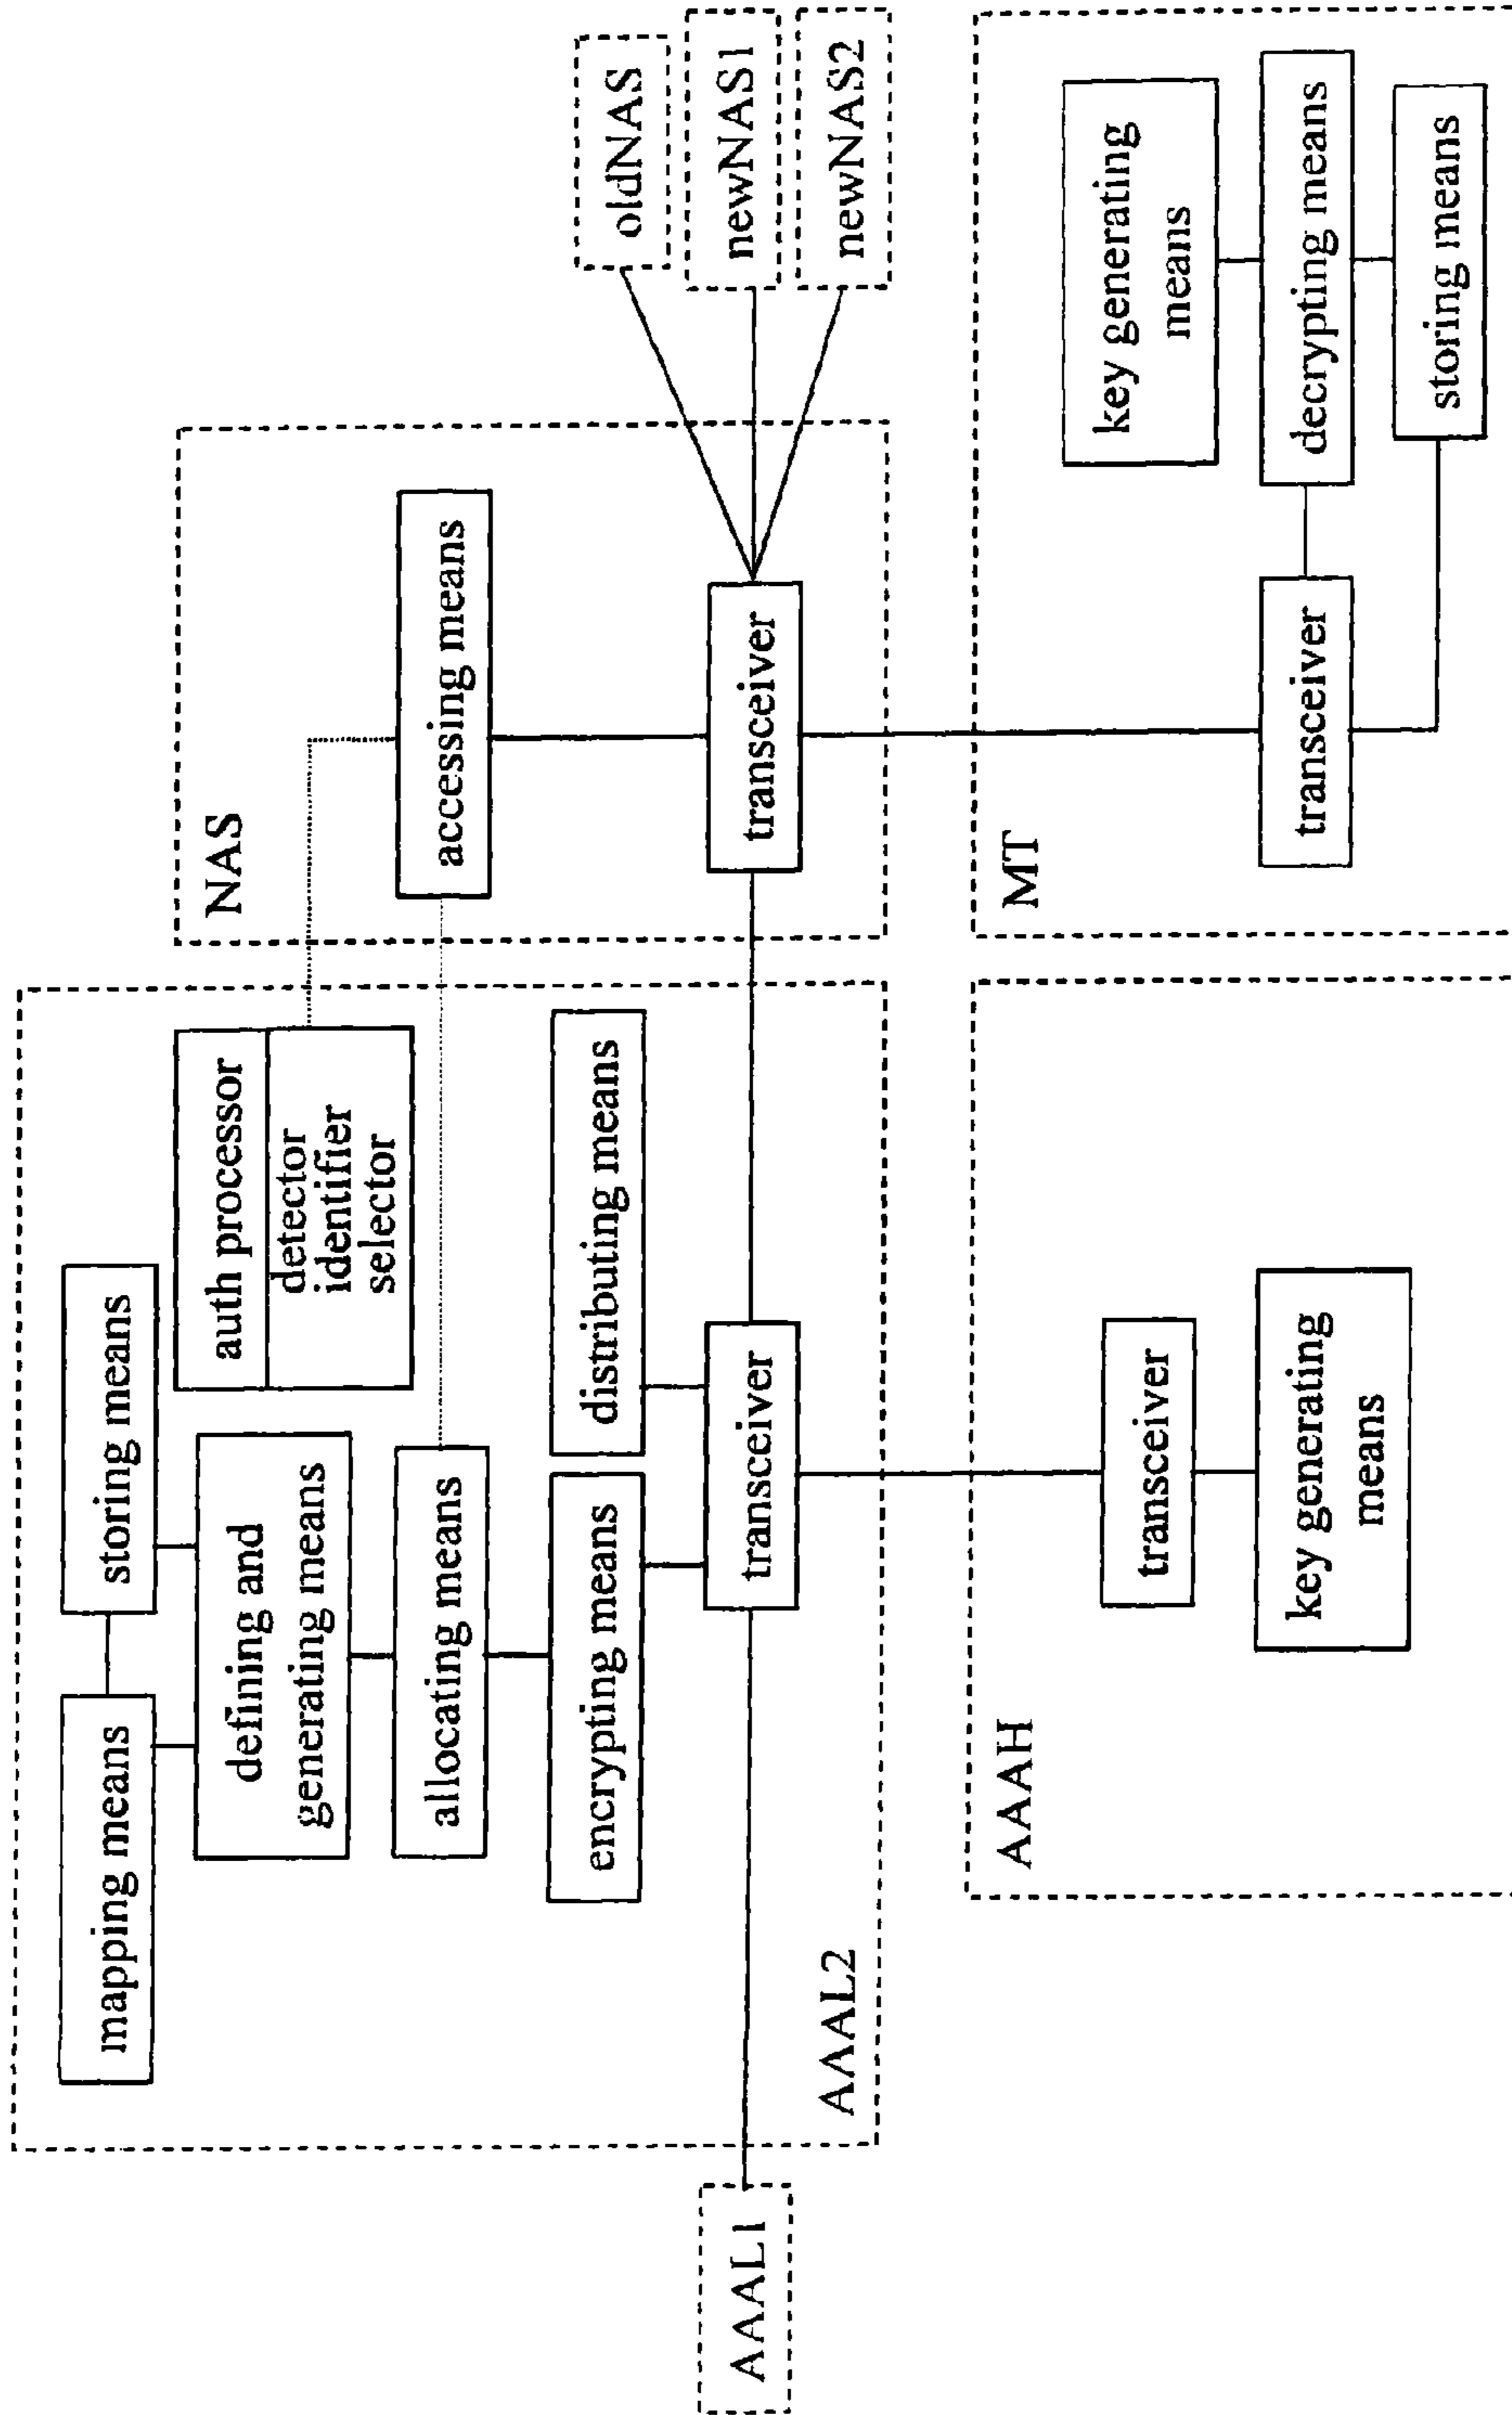 mapping means
storing means
defining and
generating means
auth processor
detector
identifier
selector
allocating means
encrypting means
distributing means
transceiver
AAAL2
AAAL1
NAS
accessing means
transceiver
oldNAS
newNAS1
newNAS2
AAAH
transceiver
key generating
means
MT
transceiver
key generating
means
decrypting means
storing means